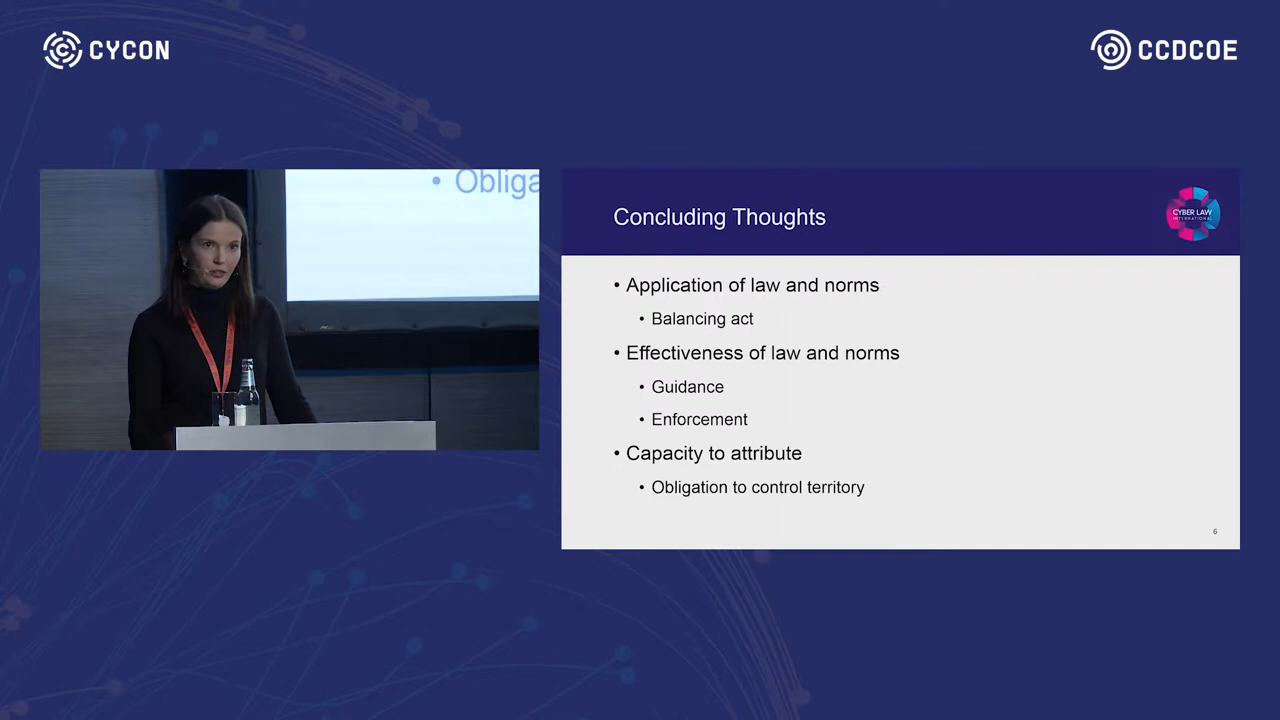 CYCON
CCDCOE
• Obliga
Concluding Thoughts
CYBER LAW
INTERNATIONAL
• Application of law and norms
• Balancing act
• Effectiveness of law and norms
• Guidance
• Enforcement
• Capacity to attribute
• Obligation to control territory
6